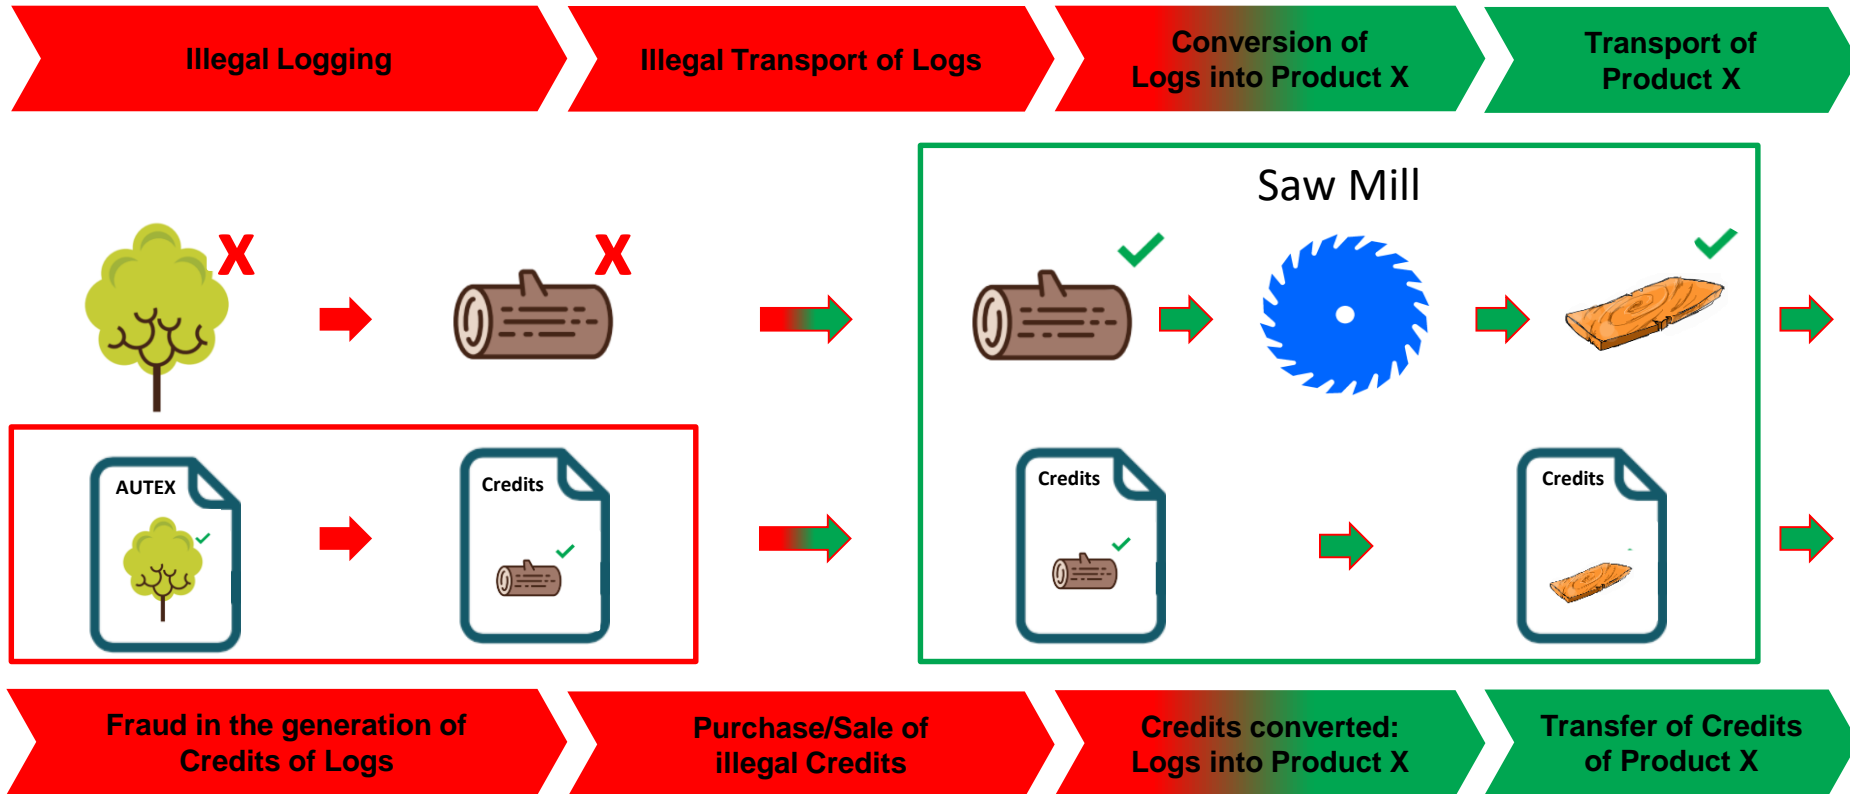 Illegal Logging
Illegal Transport of Logs
Conversion of
Logs into Product X
Transport of
Product X
Saw Mill
X
X
AUTEX
Credits
Credits
Credits
Fraud in the generation of
Credits of Logs
Purchase/Sale of
illegal Credits
Credits converted:
Logs into Product X
Transfer of Credits
of Product X